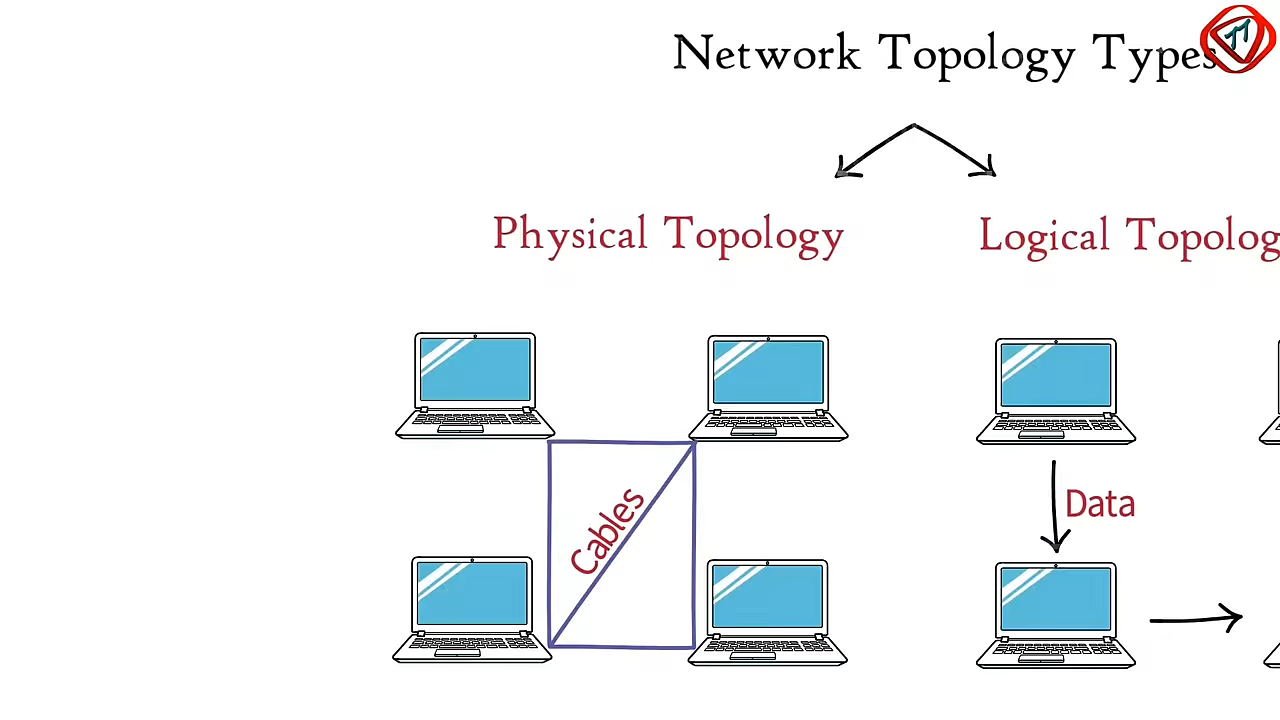 Network Topology Types
Physical Topology
Logical Topolog
Cables
Data